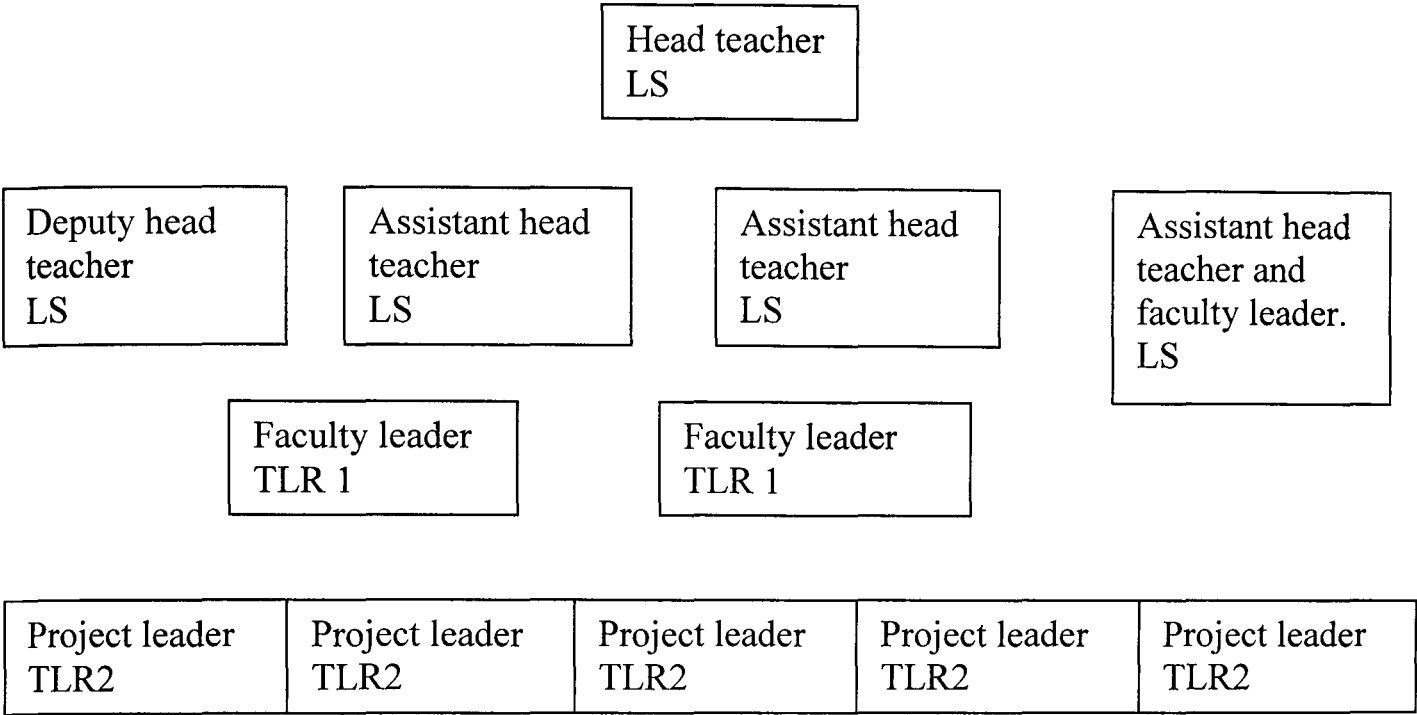 Head teacher
LS
Deputy head
teacher
LS
Assistant head
teacher
LS
Assistant head
teacher
LS
Assistant head
teacher and
faculty leader.
LS
Faculty leader
TLR 1
Faculty leader
TLR 1
Project leader
TLR2
Project leader
TLR2
Project leader
TLR2
Project leader
TLR2
Project leader
TLR2